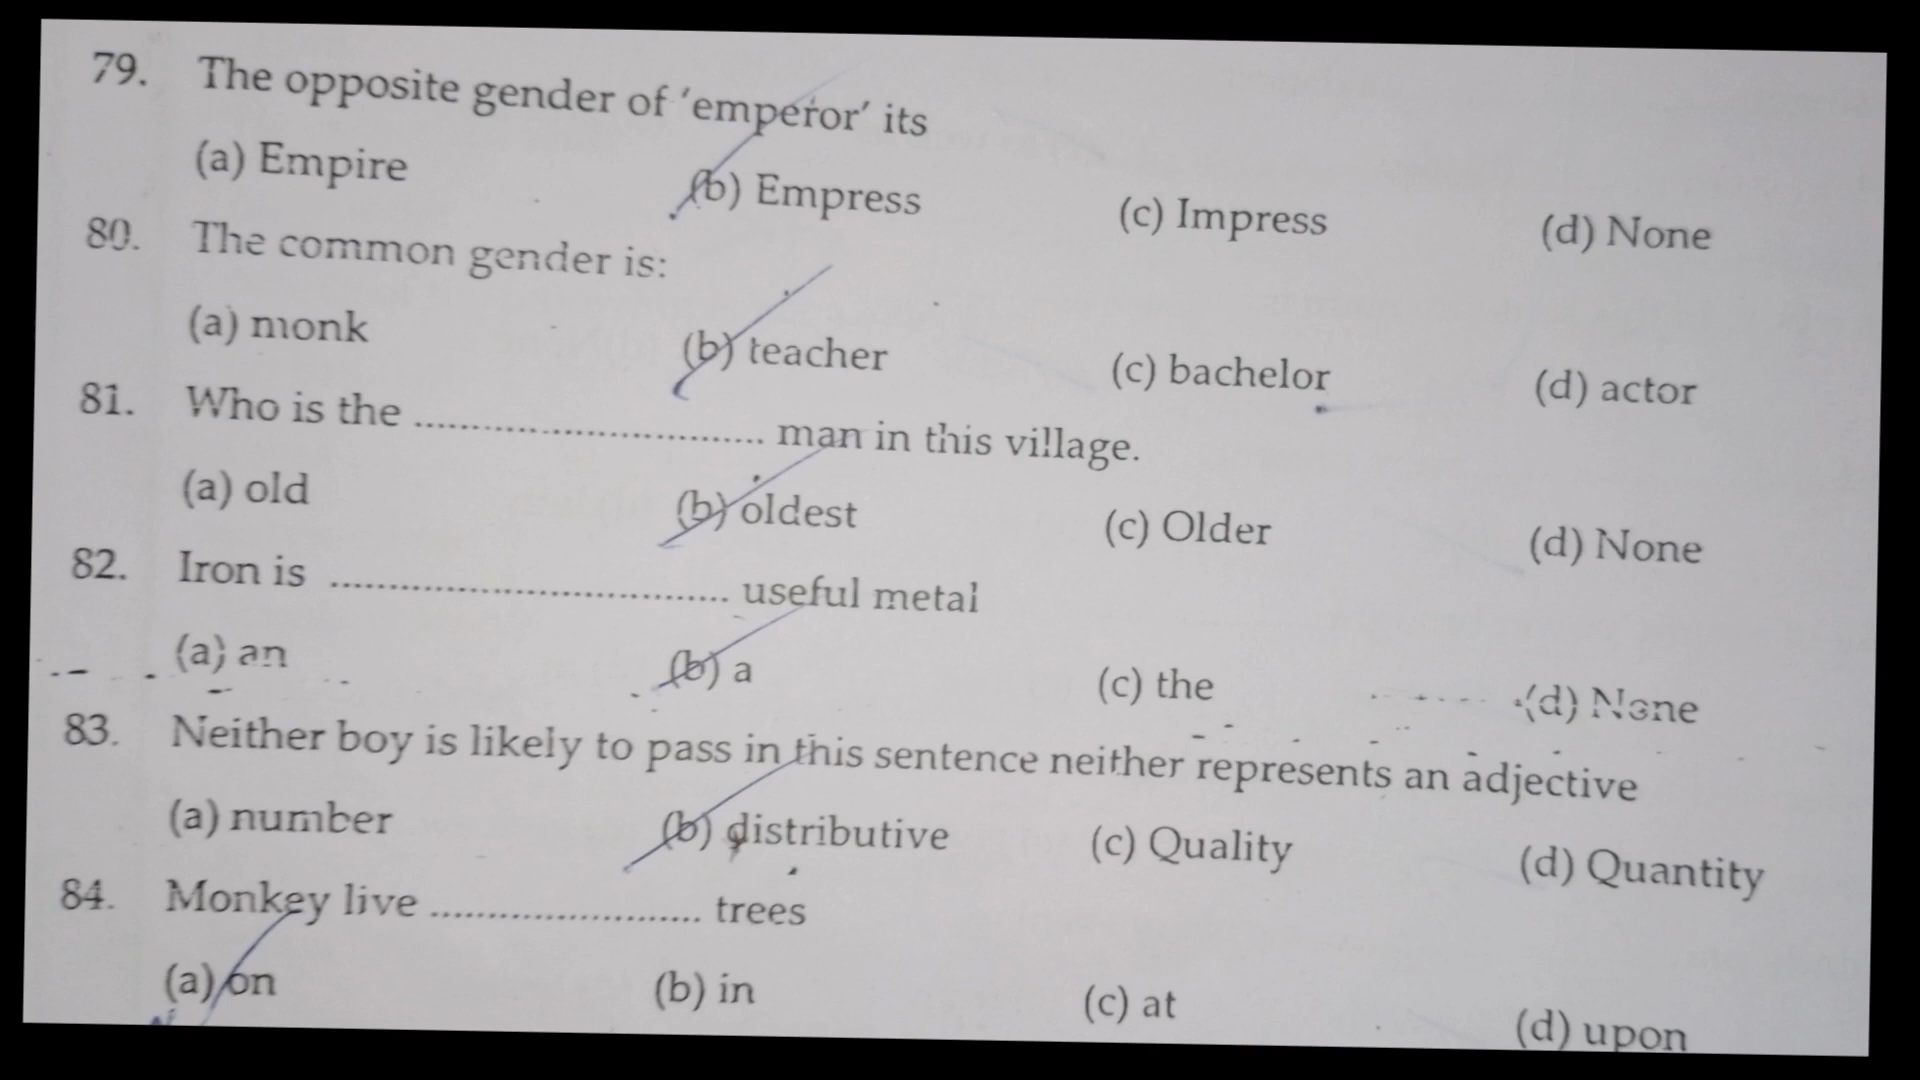 79. The opposite gender of 'emperor' its
(a) Empire (b) Empress (c) Impress (d) None
80. The common gender is:
(a) monk (b) teacher (c) bachelor (d) actor
81. Who is the ............................ man in this village.
(a) old (b) oldest (c) Older (d) None
82. Iron is ................................ useful metal
(a) an (b) a (c) the (d) None
83. Neither boy is likely to pass in this sentence neither represents an adjective
(a) number (b) distributive (c) Quality (d) Quantity
84. Monkey live ...................... trees
(a) on (b) in (c) at (d) upon